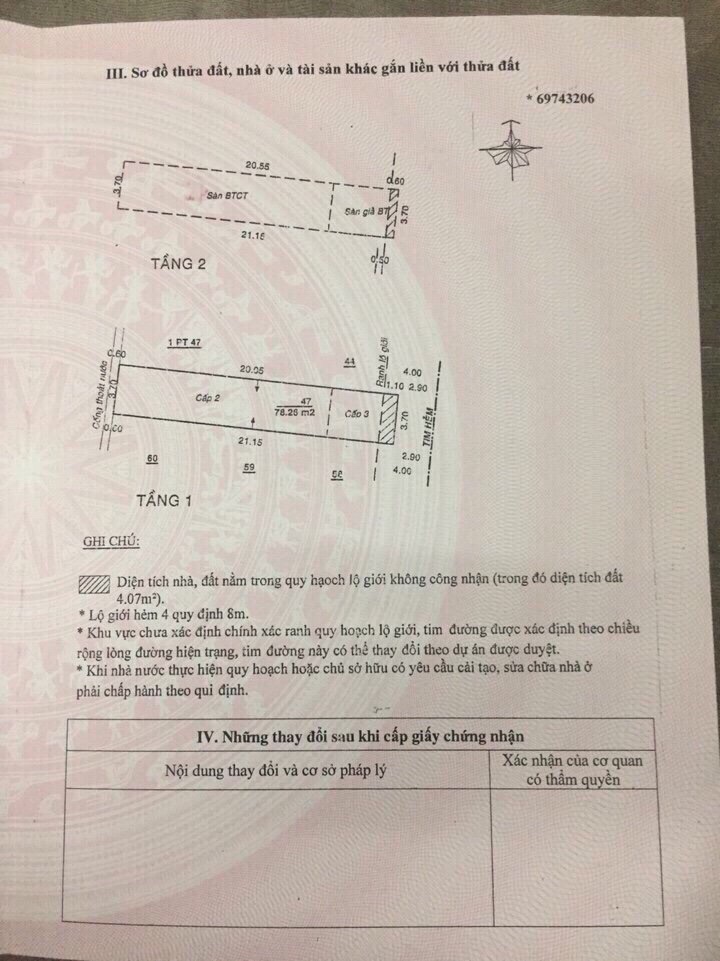 III. Sơ đồ thửa đất, nhà ở và tài sản khác gắn liền với thửa đất
* 69743206
20.55
0.60
3.70
Sàn BTCT
Sàn giả BT
3.70
21.15
0.50
TẦNG 2
1 PT 47
44
Ranh lộ giới
4.00
0.60
20.05
1.10 2.90
Cống thoát nước
3.70
Cấp 2
47
78.26 m2
Cấp 3
3.70
TIM HẺM
0.60
21.15
2.90
60
59
58
4.00
TẦNG 1
GHI CHÚ:
Diện tích nhà, đất nằm trong quy hạoch lộ giới không công nhận (trong đó diện tích đất
4.07m²).
* Lộ giới hẻm 4 quy định 8m.
* Khu vực chưa xác định chính xác ranh quy hoạch lộ giới, tim đường được xác định theo chiều
rộng lòng đường hiện trạng, tim đường này có thể thay đổi theo dự án được duyệt.
* Khi nhà nước thực hiện quy hoạch hoặc chủ sở hữu có yêu cầu cải tạo, sửa chữa nhà ở
phải chấp hành theo qui định.
IV. Những thay đổi sau khi cấp giấy chứng nhận
Nội dung thay đổi và cơ sở pháp lý
Xác nhận của cơ quan
có thẩm quyền